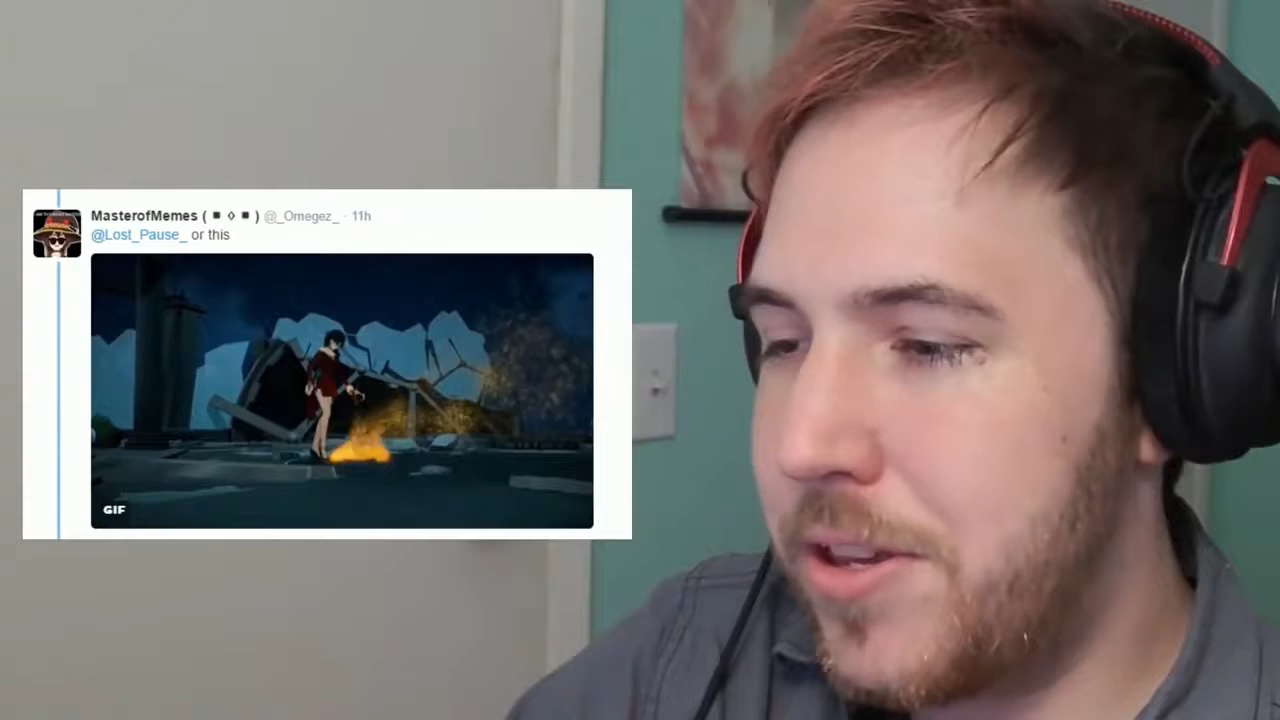 MasterofMemes ( ▪ ◊ ▪ ) @_Omegez_ · 11h
@Lost_Pause_ or this
GIF